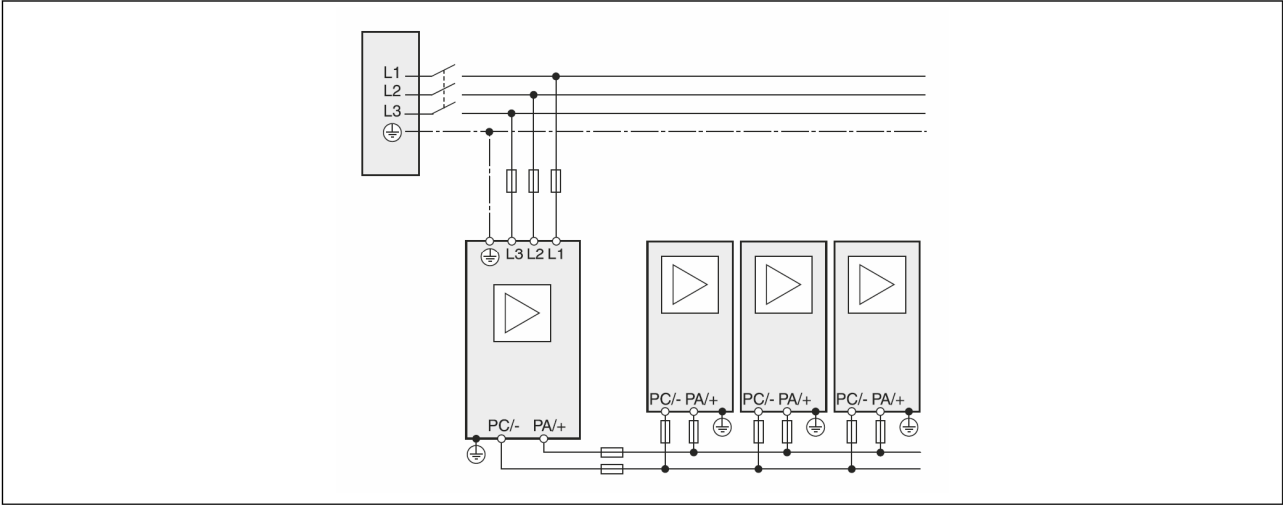 L1
L2
L3
L3 L2 L1
PC/- PA/+
PC/- PA/+
PC/- PA/+
PC/- PA/+